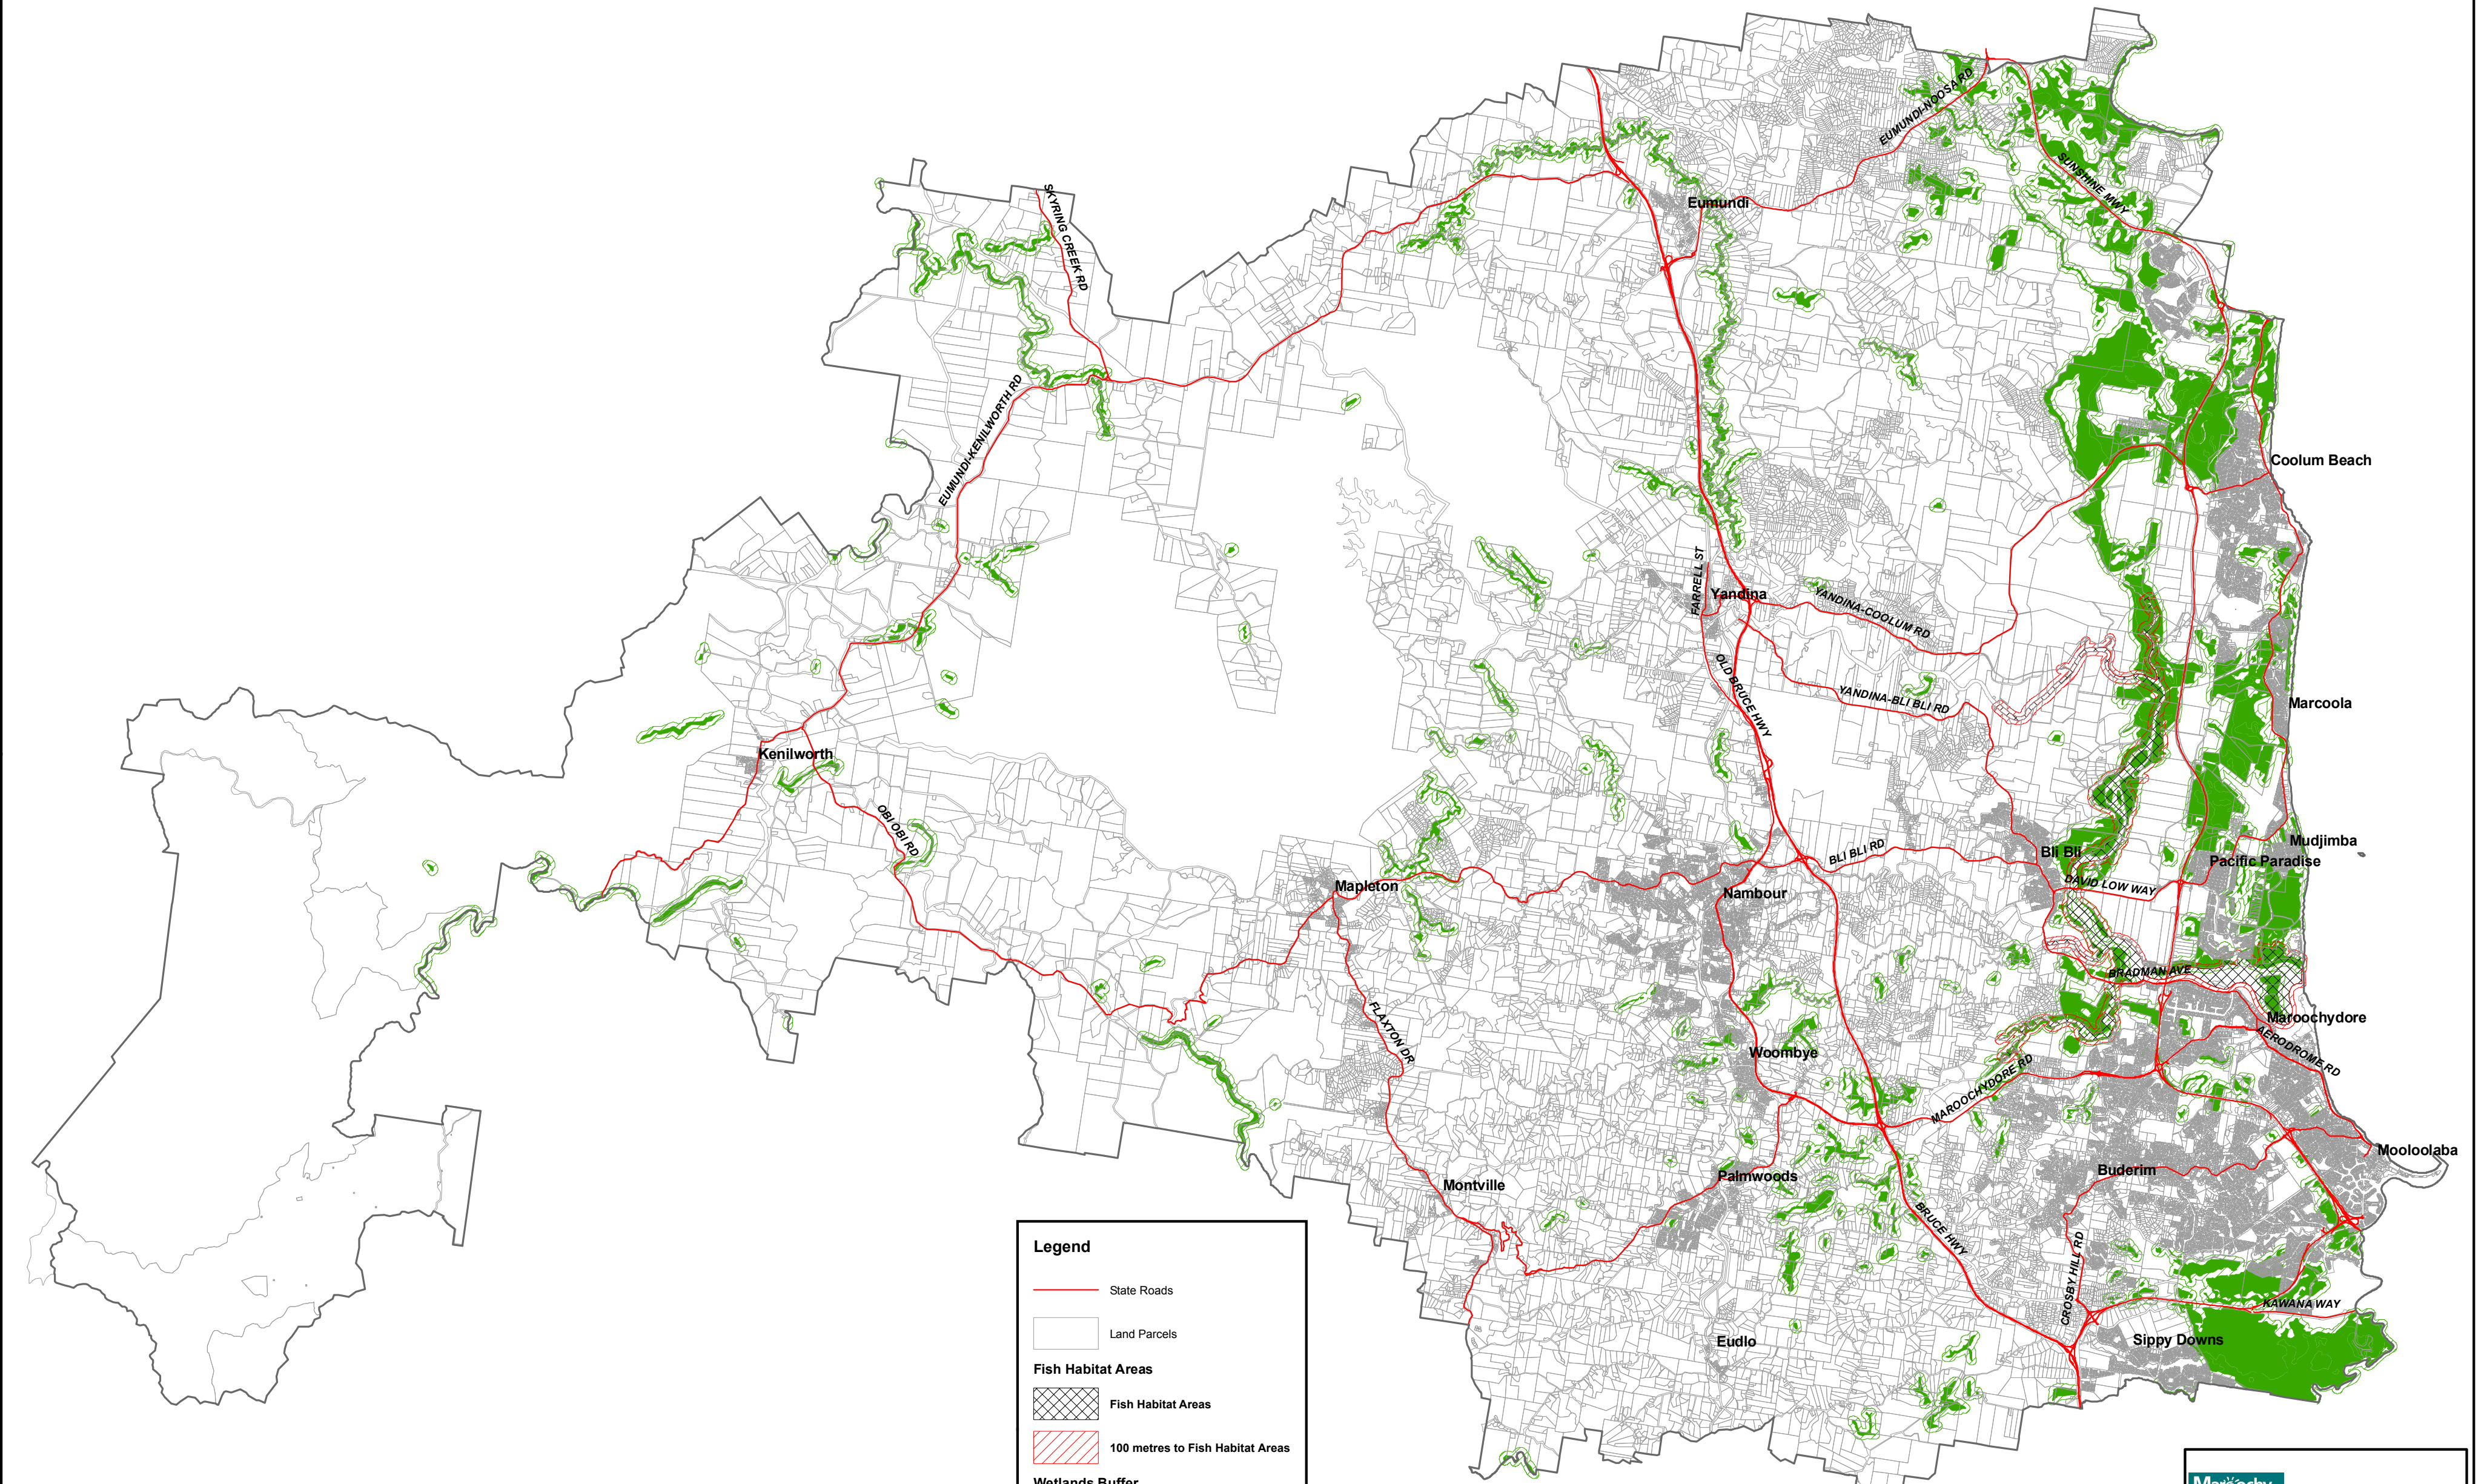 EUMUNDI-NOOSA RD
SUNSHINE MWY
SKYRING CREEK RD
Eumundi
EUMUNDI-KENILWORTH RD
Coolum Beach
FARRELL ST
Yandina
YANDINA-COOLUM RD
OLD BRUCE HWY
YANDINA-BLI BLI RD
Marcoola
Kenilworth
OBI OBI RD
Mudjimba
BLI BLI RD
Bli Bli
Pacific Paradise
Mapleton
Nambour
DAVID LOW WAY
BRADMAN AVE
FLAXTON DR
Maroochydore
AERODROME RD
Woombye
MAROOCHYDORE RD
Mooloolaba
Buderim
Palmwoods
Montville
BRUCE HWY
CROSBY HILL RD
KAWANA WAY
Sippy Downs
Eudlo
Legend
State Roads
Land Parcels
Fish Habitat Areas
Fish Habitat Areas
100 metres to Fish Habitat Areas
Wetlands Buffer
Maroochy